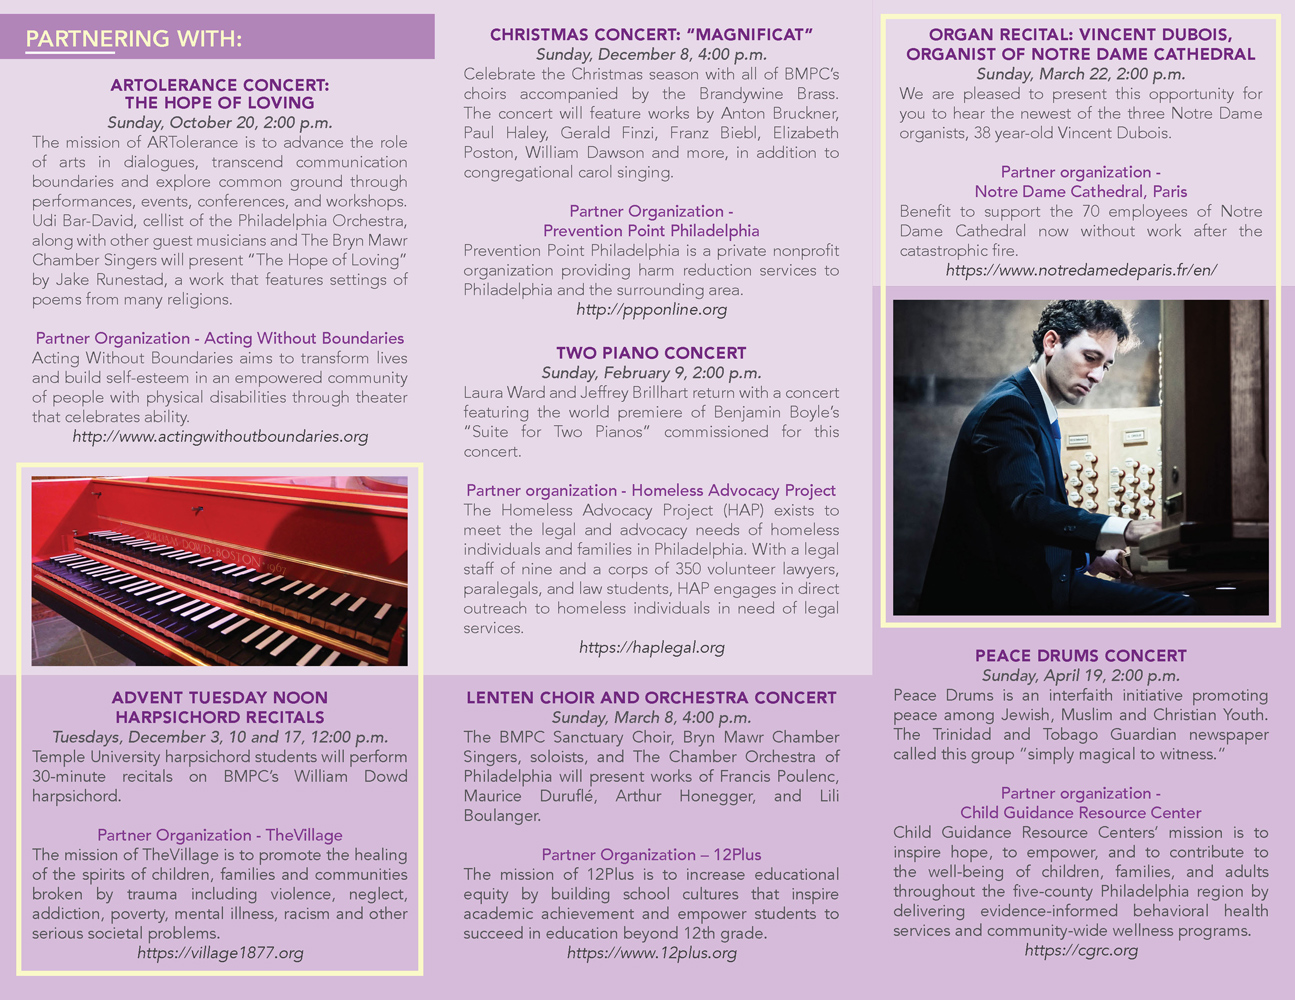 PARTNERING WITH:
ARTOLERANCE CONCERT:
THE HOPE OF LOVING
Sunday, October 20, 2:00 p.m.
The mission of ARTolerance is to advance the role
of arts in dialogues, transcend communication
boundaries and explore common ground through
performances, events, conferences, and workshops.
Udi Bar-David, cellist of the Philadelphia Orchestra,
along with other guest musicians and The Bryn Mawr
Chamber Singers will present “The Hope of Loving”
by Jake Runestad, a work that features settings of
poems from many religions.
Partner Organization - Acting Without Boundaries
Acting Without Boundaries aims to transform lives
and build self-esteem in an empowered community
of people with physical disabilities through theater
that celebrates ability.
http://www.actingwithoutboundaries.org
WILLIAM·DOWD·BOSTON·1967
ADVENT TUESDAY NOON
HARPSICHORD RECITALS
Tuesdays, December 3, 10 and 17, 12:00 p.m.
Temple University harpsichord students will perform
30-minute recitals on BMPC’s William Dowd
harpsichord.
Partner Organization - TheVillage
The mission of TheVillage is to promote the healing
of the spirits of children, families and communities
broken by trauma including violence, neglect,
addiction, poverty, mental illness, racism and other
serious societal problems.
https://village1877.org
CHRISTMAS CONCERT: “MAGNIFICAT”
Sunday, December 8, 4:00 p.m.
Celebrate the Christmas season with all of BMPC’s
choirs accompanied by the Brandywine Brass.
The concert will feature works by Anton Bruckner,
Paul Haley, Gerald Finzi, Franz Biebl, Elizabeth
Poston, William Dawson and more, in addition to
congregational carol singing.
Partner Organization -
Prevention Point Philadelphia
Prevention Point Philadelphia is a private nonprofit
organization providing harm reduction services to
Philadelphia and the surrounding area.
http://ppponline.org
TWO PIANO CONCERT
Sunday, February 9, 2:00 p.m.
Laura Ward and Jeffrey Brillhart return with a concert
featuring the world premiere of Benjamin Boyle’s
“Suite for Two Pianos” commissioned for this
concert.
Partner organization - Homeless Advocacy Project
The Homeless Advocacy Project (HAP) exists to
meet the legal and advocacy needs of homeless
individuals and families in Philadelphia. With a legal
staff of nine and a corps of 350 volunteer lawyers,
paralegals, and law students, HAP engages in direct
outreach to homeless individuals in need of legal
services.
https://haplegal.org
LENTEN CHOIR AND ORCHESTRA CONCERT
Sunday, March 8, 4:00 p.m.
The BMPC Sanctuary Choir, Bryn Mawr Chamber
Singers, soloists, and The Chamber Orchestra of
Philadelphia will present works of Francis Poulenc,
Maurice Duruflé, Arthur Honegger, and Lili
Boulanger.
Partner Organization – 12Plus
The mission of 12Plus is to increase educational
equity by building school cultures that inspire
academic achievement and empower students to
succeed in education beyond 12th grade.
https://www.12plus.org
ORGAN RECITAL: VINCENT DUBOIS,
ORGANIST OF NOTRE DAME CATHEDRAL
Sunday, March 22, 2:00 p.m.
We are pleased to present this opportunity for
you to hear the newest of the three Notre Dame
organists, 38 year-old Vincent Dubois.
Partner organization -
Notre Dame Cathedral, Paris
Benefit to support the 70 employees of Notre
Dame Cathedral now without work after the
catastrophic fire.
https://www.notredamedeparis.fr/en/
PEACE DRUMS CONCERT
Sunday, April 19, 2:00 p.m.
Peace Drums is an interfaith initiative promoting
peace among Jewish, Muslim and Christian Youth.
The Trinidad and Tobago Guardian newspaper
called this group “simply magical to witness.”
Partner organization -
Child Guidance Resource Center
Child Guidance Resource Centers’ mission is to
inspire hope, to empower, and to contribute to
the well-being of children, families, and adults
throughout the five-county Philadelphia region by
delivering evidence-informed behavioral health
services and community-wide wellness programs.
https://cgrc.org